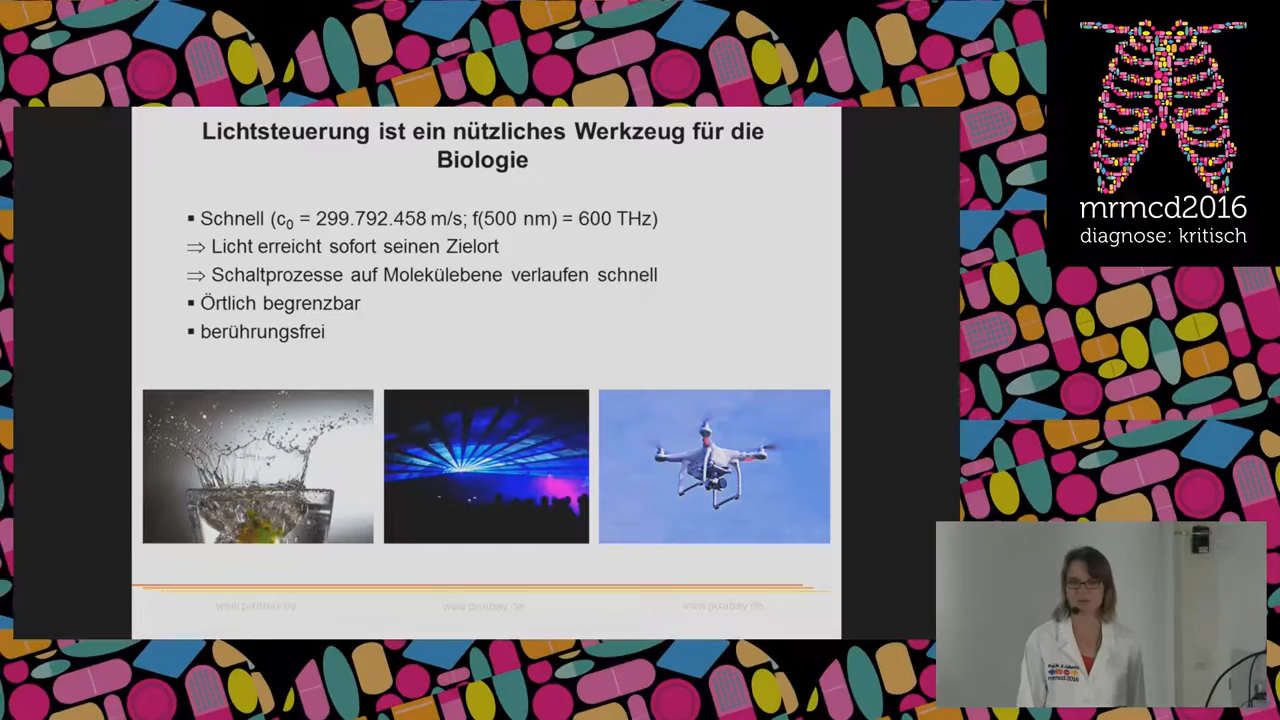 Lichtsteuerung ist ein nützliches Werkzeug für die
Biologie
▪ Schnell (c₀ = 299.792.458 m/s; f(500 nm) = 600 THz)
⇒ Licht erreicht sofort seinen Zielort
⇒ Schaltprozesse auf Molekülebene verlaufen schnell
▪ Örtlich begrenzbar
▪ berührungsfrei
www.pixabay.de www.pixabay.de www.pixabay.de
mrmcd2016
diagnose: kritisch
mrmcd2016